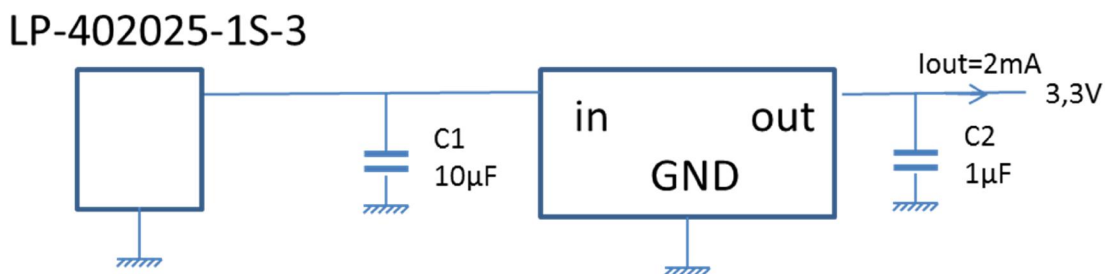 LP-402025-1S-3
Iout=2mA
3,3V
in
out
GND
C1
10µF
C2
1µF